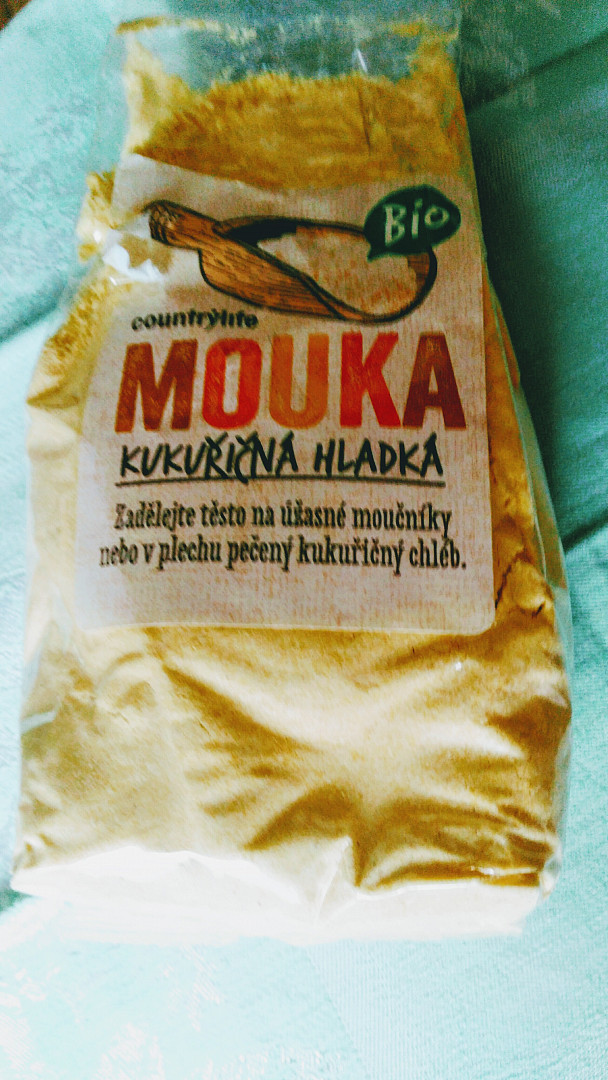 Bio
countrylife
MOUKA
KUKUŘIČNÁ HLADKÁ
Zadělejte těsto na úžasné moučníky
nebo v plechu pečený kukuřičný chléb.